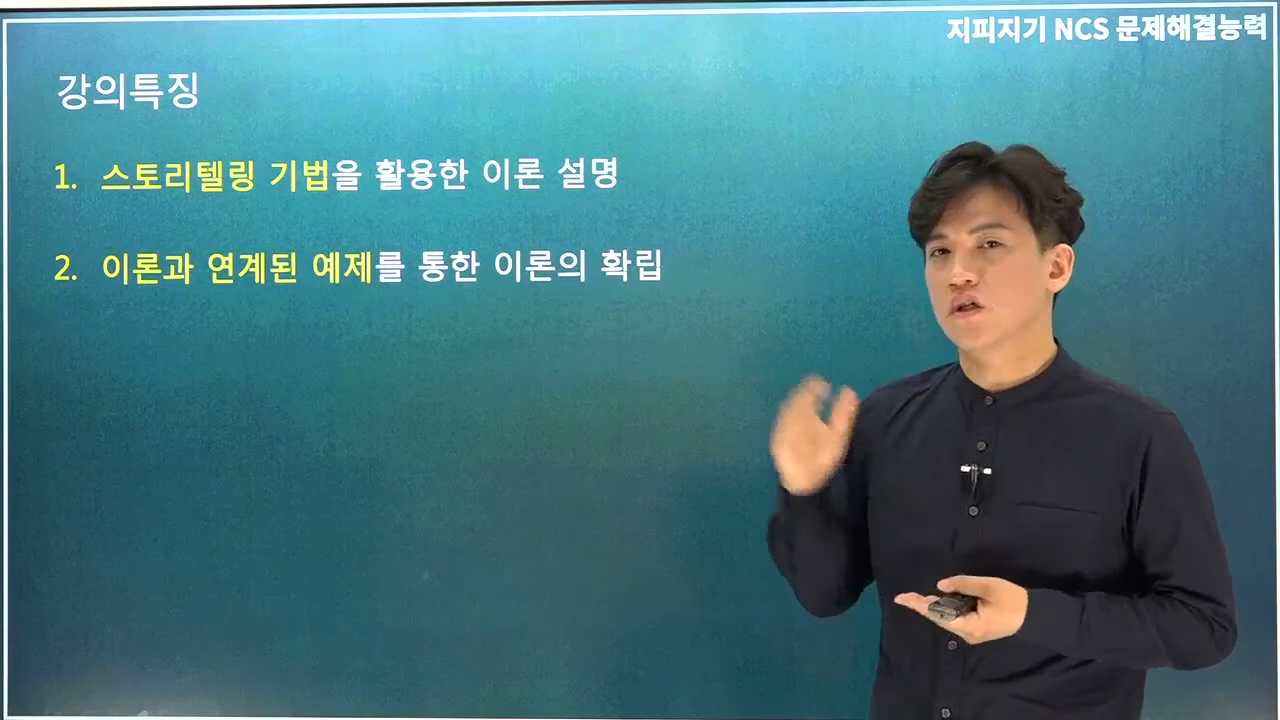 지피지기 NCS 문제해결능력
강의특징
1. 스토리텔링 기법을 활용한 이론 설명
2. 이론과 연계된 예제를 통한 이론의 확립